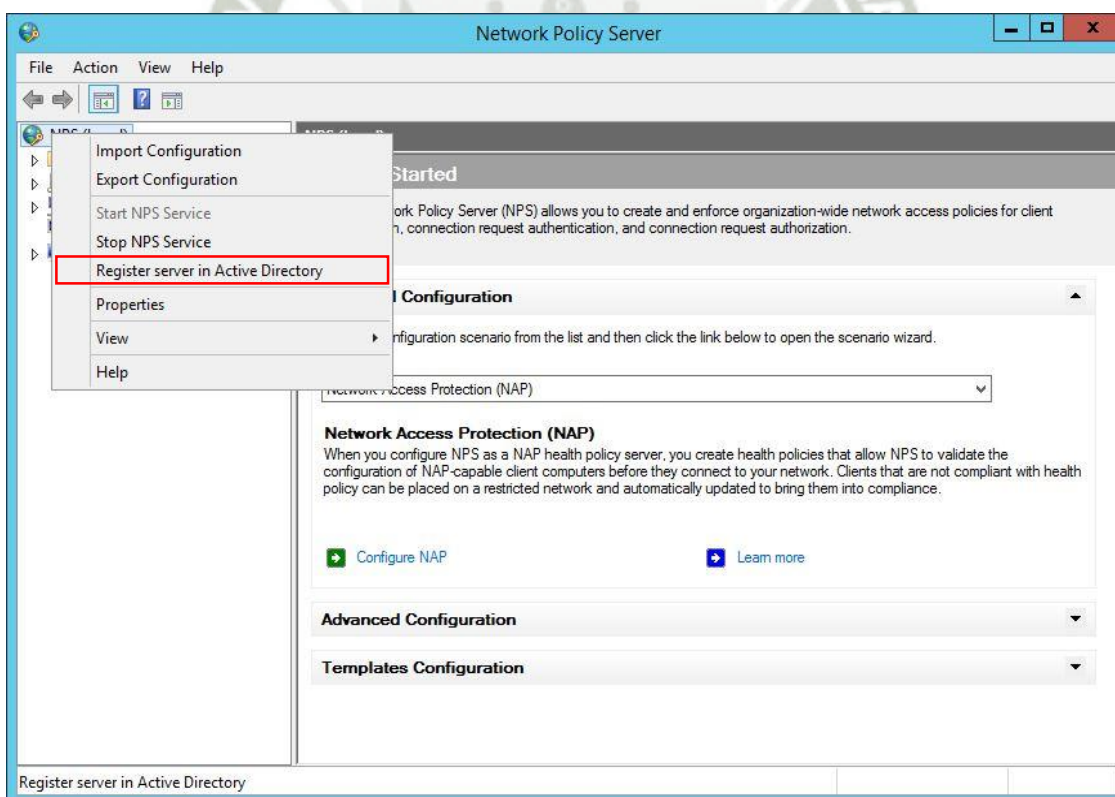 Network Policy Server
File Action View Help
NPS (Local)
Import Configuration
Export Configuration
Start NPS Service
Stop NPS Service
Register server in Active Directory
Properties
View
Help
Started
ork Policy Server (NPS) allows you to create and enforce organization-wide network access policies for client
, connection request authentication, and connection request authorization.
Configuration
nfiguration scenario from the list and then click the link below to open the scenario wizard.
Network Access Protection (NAP)
Network Access Protection (NAP)
When you configure NPS as a NAP health policy server, you create health policies that allow NPS to validate the
configuration of NAP-capable client computers before they connect to your network. Clients that are not compliant with health
policy can be placed on a restricted network and automatically updated to bring them into compliance.
Configure NAP
Learn more
Advanced Configuration
Templates Configuration
Register server in Active Directory